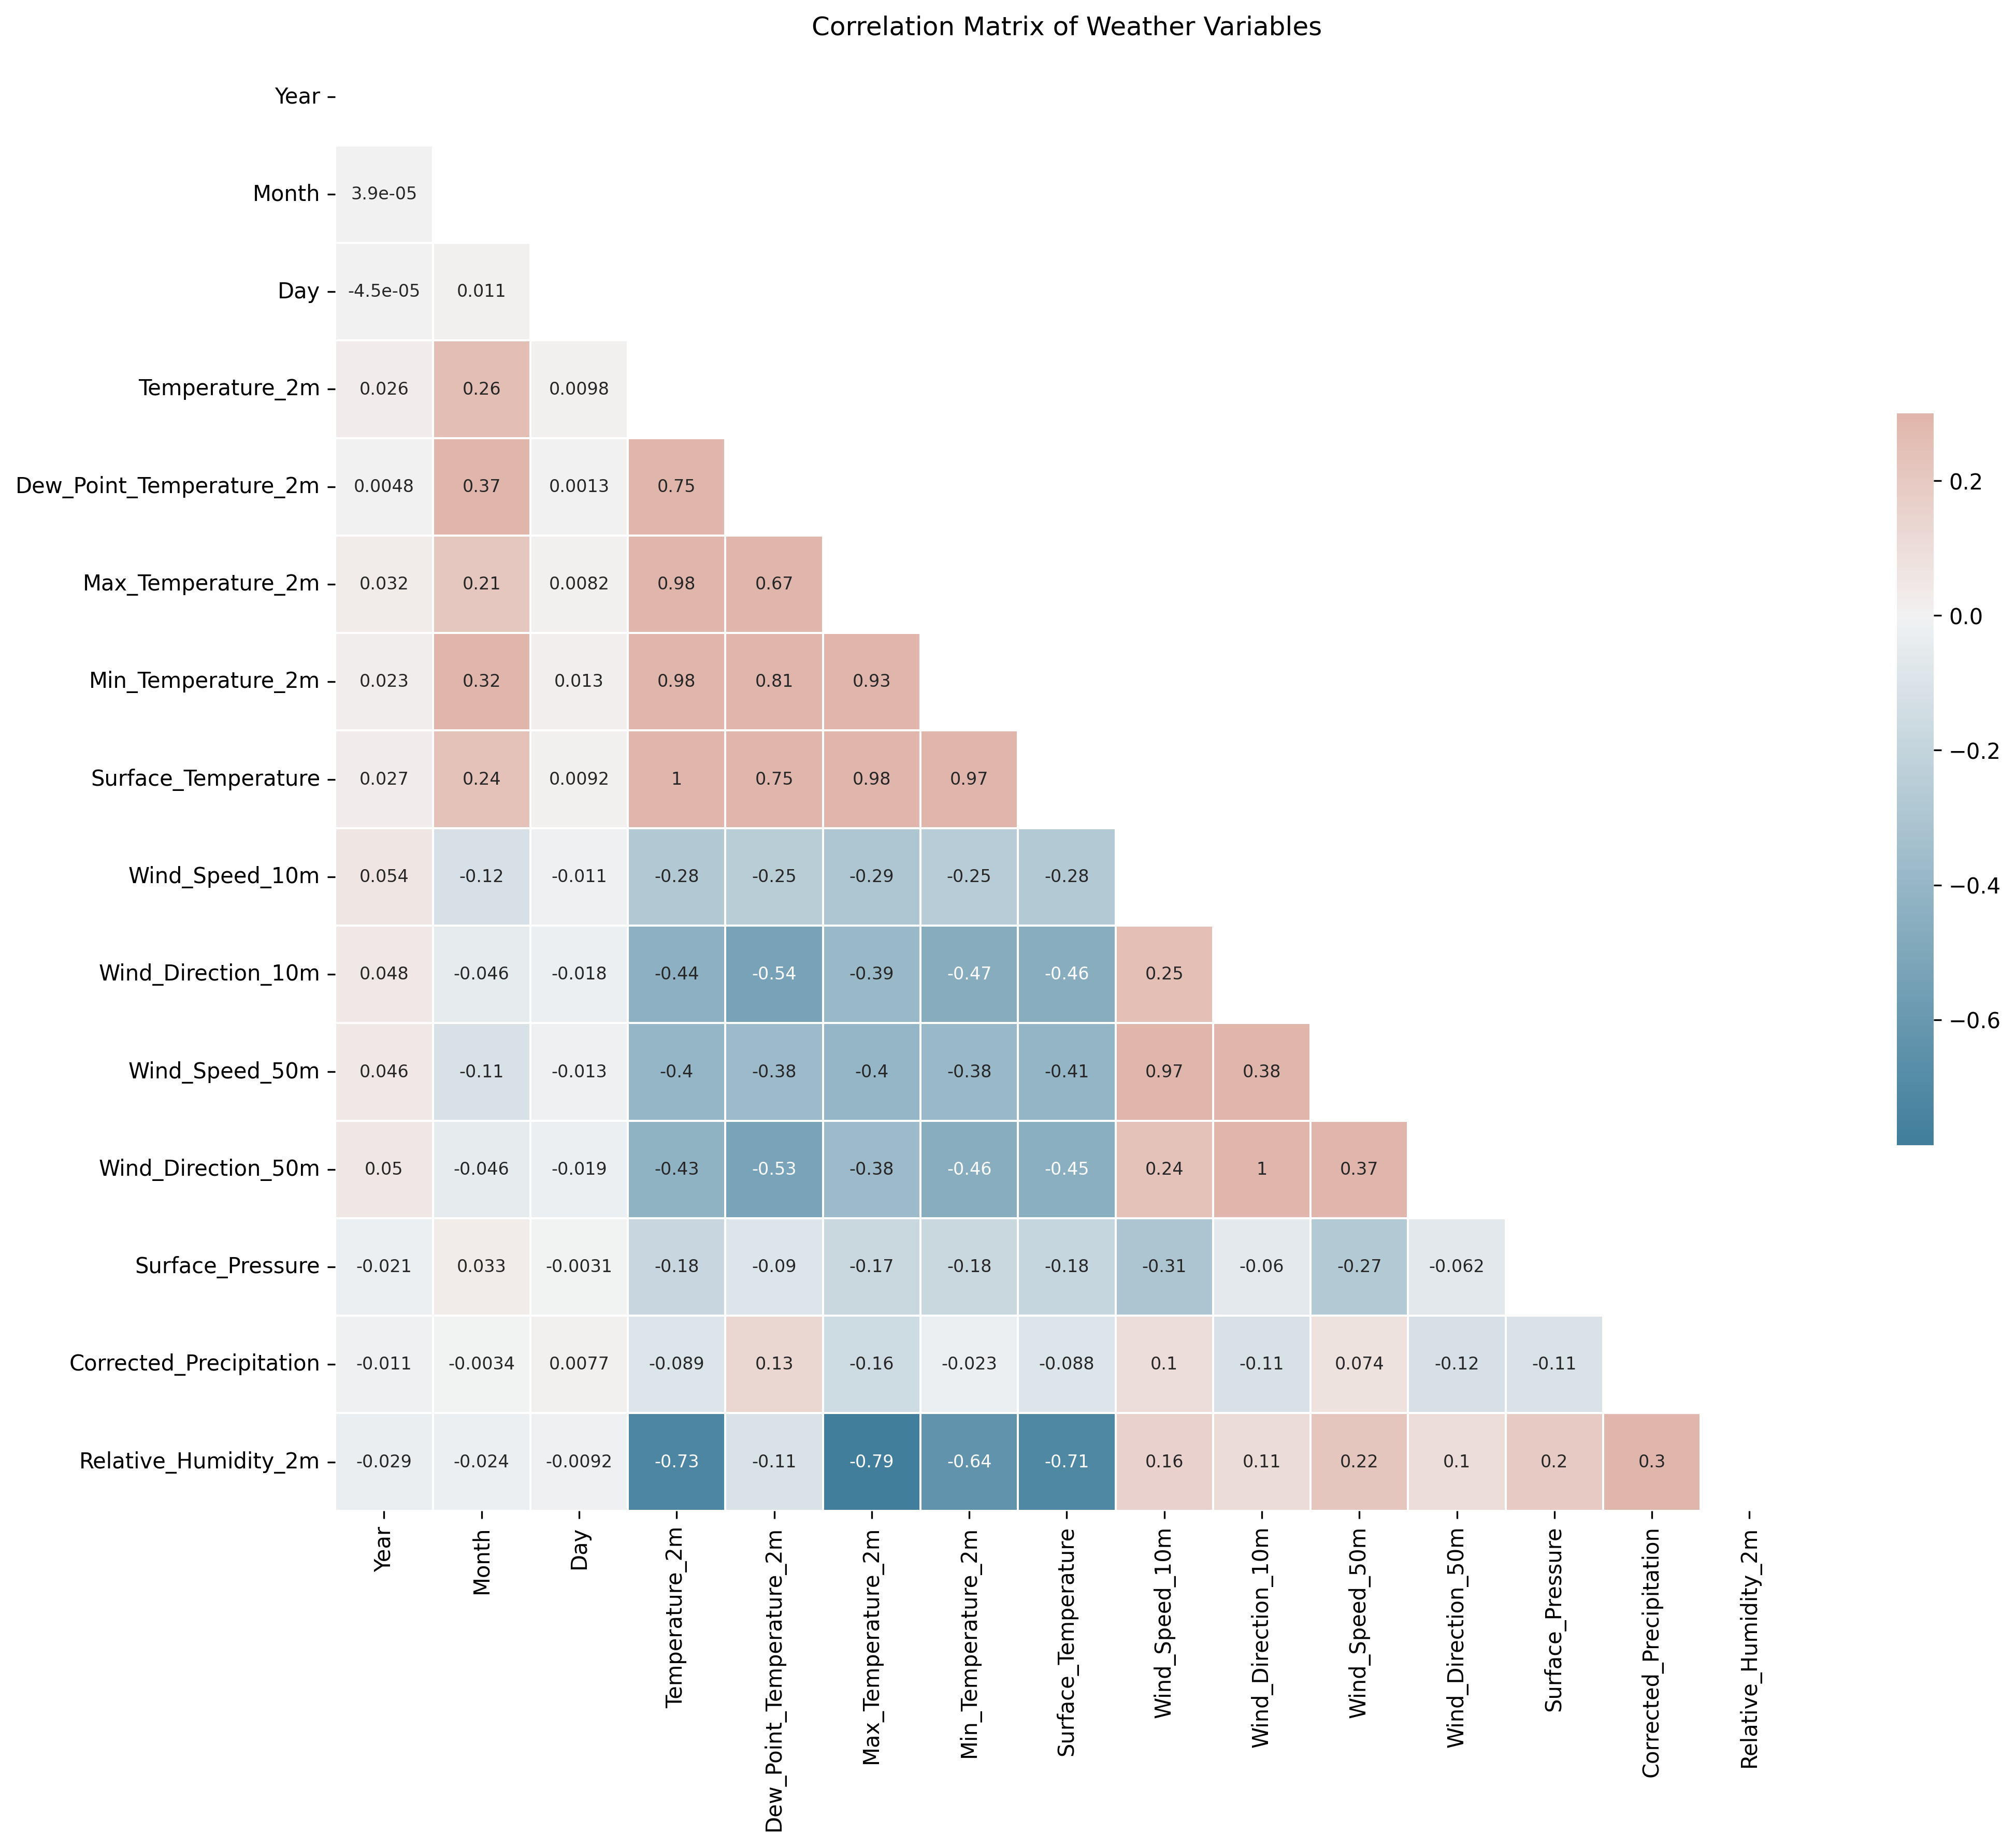 Correlation Matrix of Weather Variables
Year
Month 3.9e-05
Day -4.5e-05 0.011
Temperature_2m 0.026 0.26 0.0098
Dew_Point_Temperature_2m 0.0048 0.37 0.0013 0.75
Max_Temperature_2m 0.032 0.21 0.0082 0.98 0.67
Min_Temperature_2m 0.023 0.32 0.013 0.98 0.81 0.93
Surface_Temperature 0.027 0.24 0.0092 1 0.75 0.98 0.97
Wind_Speed_10m 0.054 -0.12 -0.011 -0.28 -0.25 -0.29 -0.25 -0.28
Wind_Direction_10m 0.048 -0.046 -0.018 -0.44 -0.54 -0.39 -0.47 -0.46 0.25
Wind_Speed_50m 0.046 -0.11 -0.013 -0.4 -0.38 -0.4 -0.38 -0.41 0.97 0.38
Wind_Direction_50m 0.05 -0.046 -0.019 -0.43 -0.53 -0.38 -0.46 -0.45 0.24 1 0.37
Surface_Pressure -0.021 0.033 -0.0031 -0.18 -0.09 -0.17 -0.18 -0.18 -0.31 -0.06 -0.27 -0.062
Corrected_Precipitation -0.011 -0.0034 0.0077 -0.089 0.13 -0.16 -0.023 -0.088 0.1 -0.11 0.074 -0.12 -0.11
Relative_Humidity_2m -0.029 -0.024 -0.0092 -0.73 -0.11 -0.79 -0.64 -0.71 0.16 0.11 0.22 0.1 0.2 0.3
Year
Month
Day
Temperature_2m
Dew_Point_Temperature_2m
Max_Temperature_2m
Min_Temperature_2m
Surface_Temperature
Wind_Speed_10m
Wind_Direction_10m
Wind_Speed_50m
Wind_Direction_50m
Surface_Pressure
Corrected_Precipitation
Relative_Humidity_2m
0.2
0.0
−0.2
−0.4
−0.6